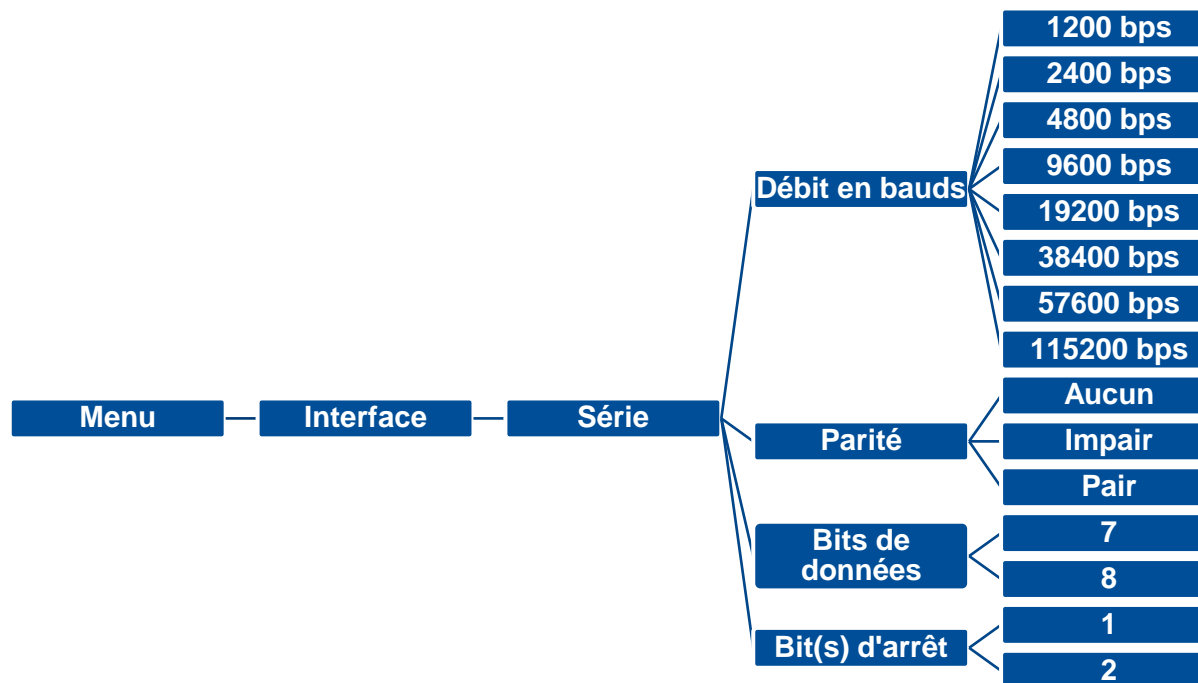 Menu
Interface
Série
Débit en bauds
1200 bps
2400 bps
4800 bps
9600 bps
19200 bps
38400 bps
57600 bps
115200 bps
Parité
Aucun
Impair
Pair
Bits de
données
7
8
Bit(s) d'arrêt
1
2